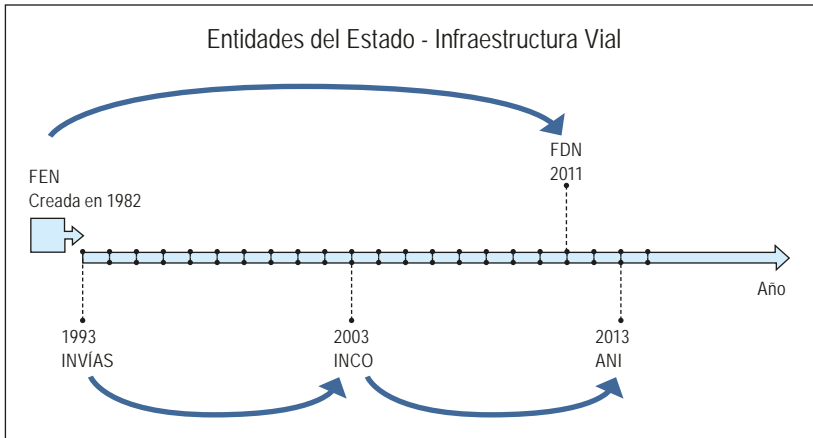 Entidades del Estado - Infraestructura Vial
FDN
2011
FEN
Creada en 1982
Año
1993
INVÍAS
2003
INCO
2013
ANI